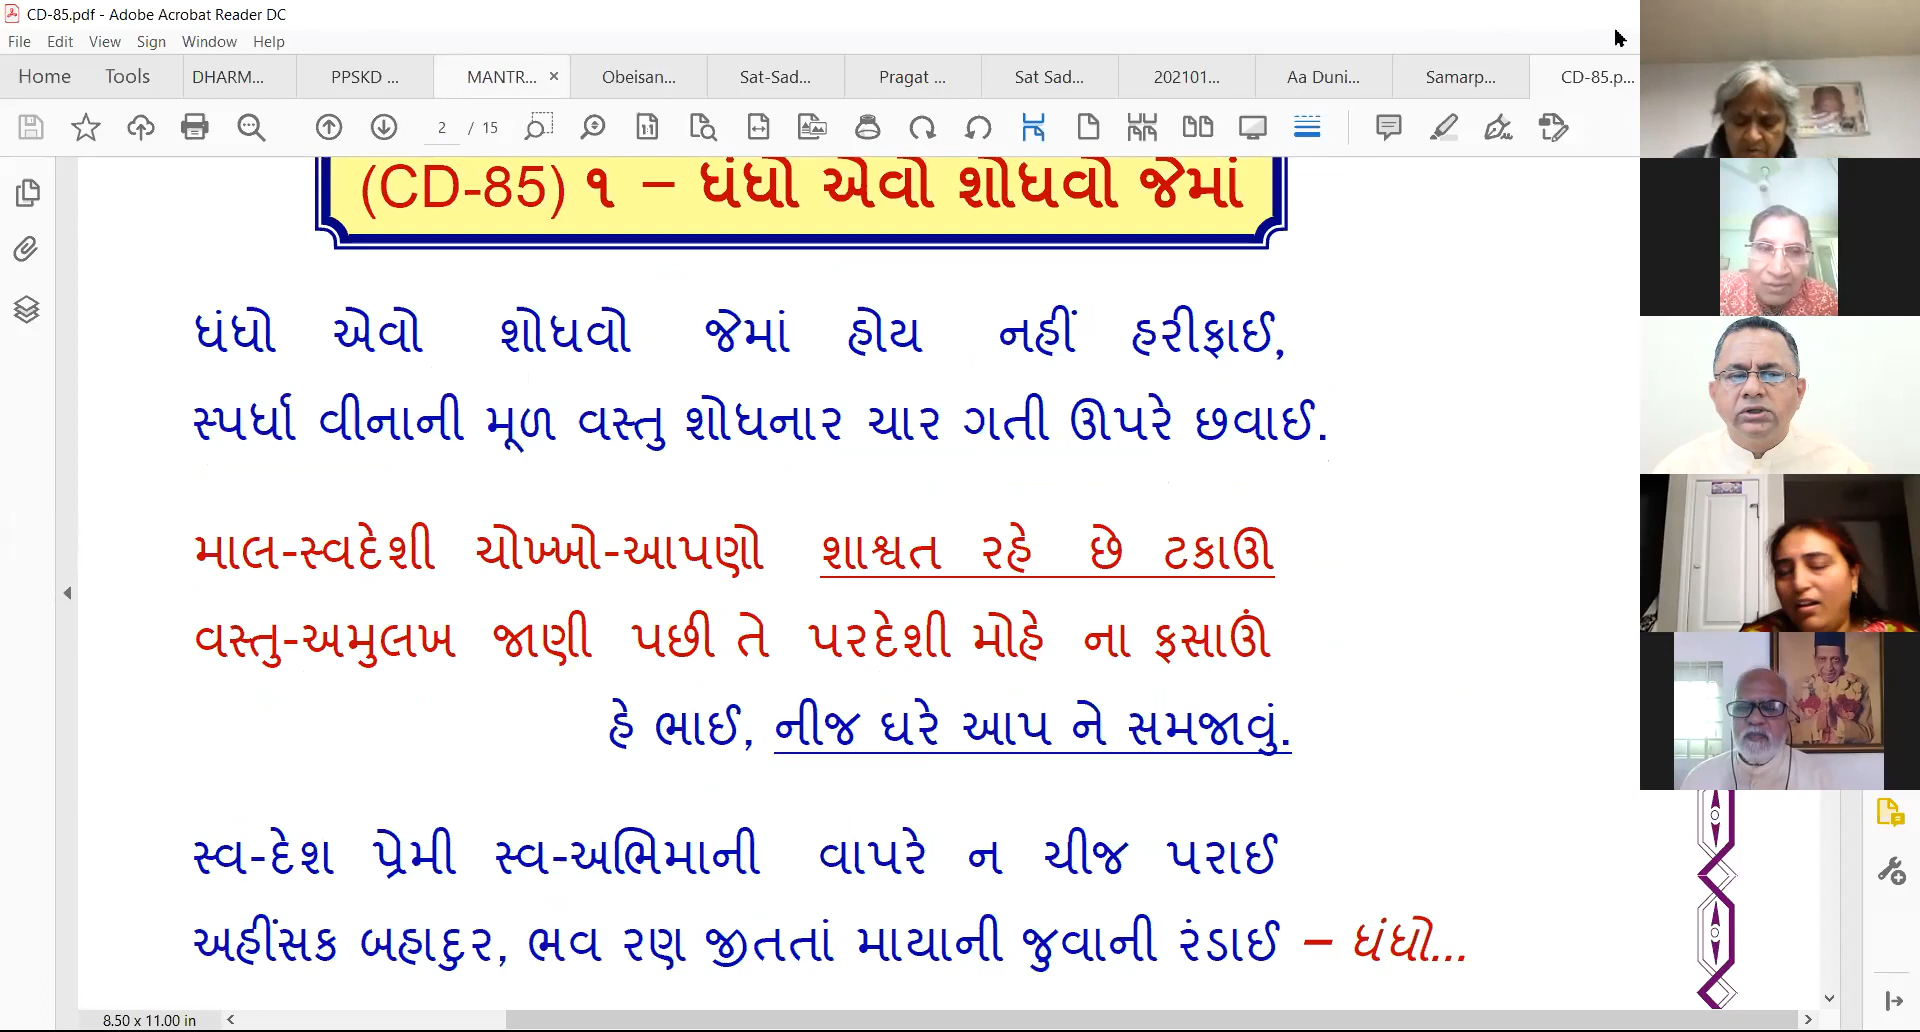 CD-85.pdf - Adobe Acrobat Reader DC
File Edit View Sign Window Help
Home Tools DHARM... PPSKD ... MANTR... × Obeisan... Sat-Sad... Pragat ... Sat Sad... 202101... Aa Duni... Samarp... CD-85.p...
2 / 15
(CD-85) ૧ – ધંધો એવો શોધવો જેમાં
ધંધો એવો શોધવો જેમાં હોય નહીં હરીફાઈ,
સ્પર્ધા વીનાની મૂળ વસ્તુ શોધનાર ચાર ગતી ઊપરે છવાઈ.
માલ-સ્વદેશી ચોખ્ખો-આપણો શાશ્વત રહે છે ટકાઊ
વસ્તુ-અમુલખ જાણી પછી તે પરદેશી મોહે ના ફસાઊં
હે ભાઈ, નીજ ઘરે આપ ને સમજાવું.
સ્વ-દેશ પ્રેમી સ્વ-અભિમાની વાપરે ન ચીજ પરાઈ
અહીંસક બહાદુર, ભવ રણ જીતતાં માયાની જુવાની રંડાઈ – ધંધો...
8.50 x 11.00 in